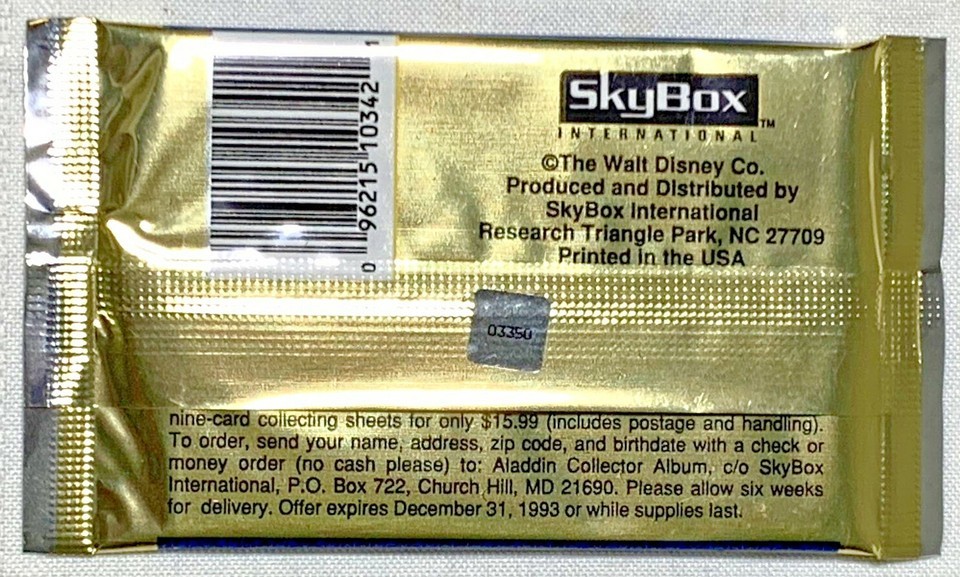 0 96215 10342 1
SkyBox™
INTERNATIONAL
©The Walt Disney Co.
Produced and Distributed by
SkyBox International
Research Triangle Park, NC 27709
Printed in the USA
03350
nine-card collecting sheets for only $15.99 (includes postage and handling).
To order, send your name, address, zip code, and birthdate with a check or
money order (no cash please) to: Aladdin Collector Album, c/o SkyBox
International, P.O. Box 722, Church Hill, MD 21690. Please allow six weeks
for delivery. Offer expires December 31, 1993 or while supplies last.